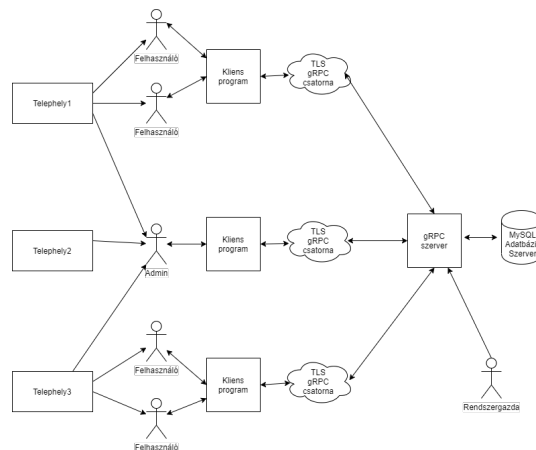 Felhasználó
Kliens
program
TLS
gRPC
csatorna
Telephely1
Felhasználó
Telephely2
Admin
Kliens
program
TLS
gRPC
csatorna
gRPC
szerver
MySQL
Adatbázis
Szerver
Felhasználó
Telephely3
Kliens
program
TLS
gRPC
csatorna
Rendszergazda
Felhasználó